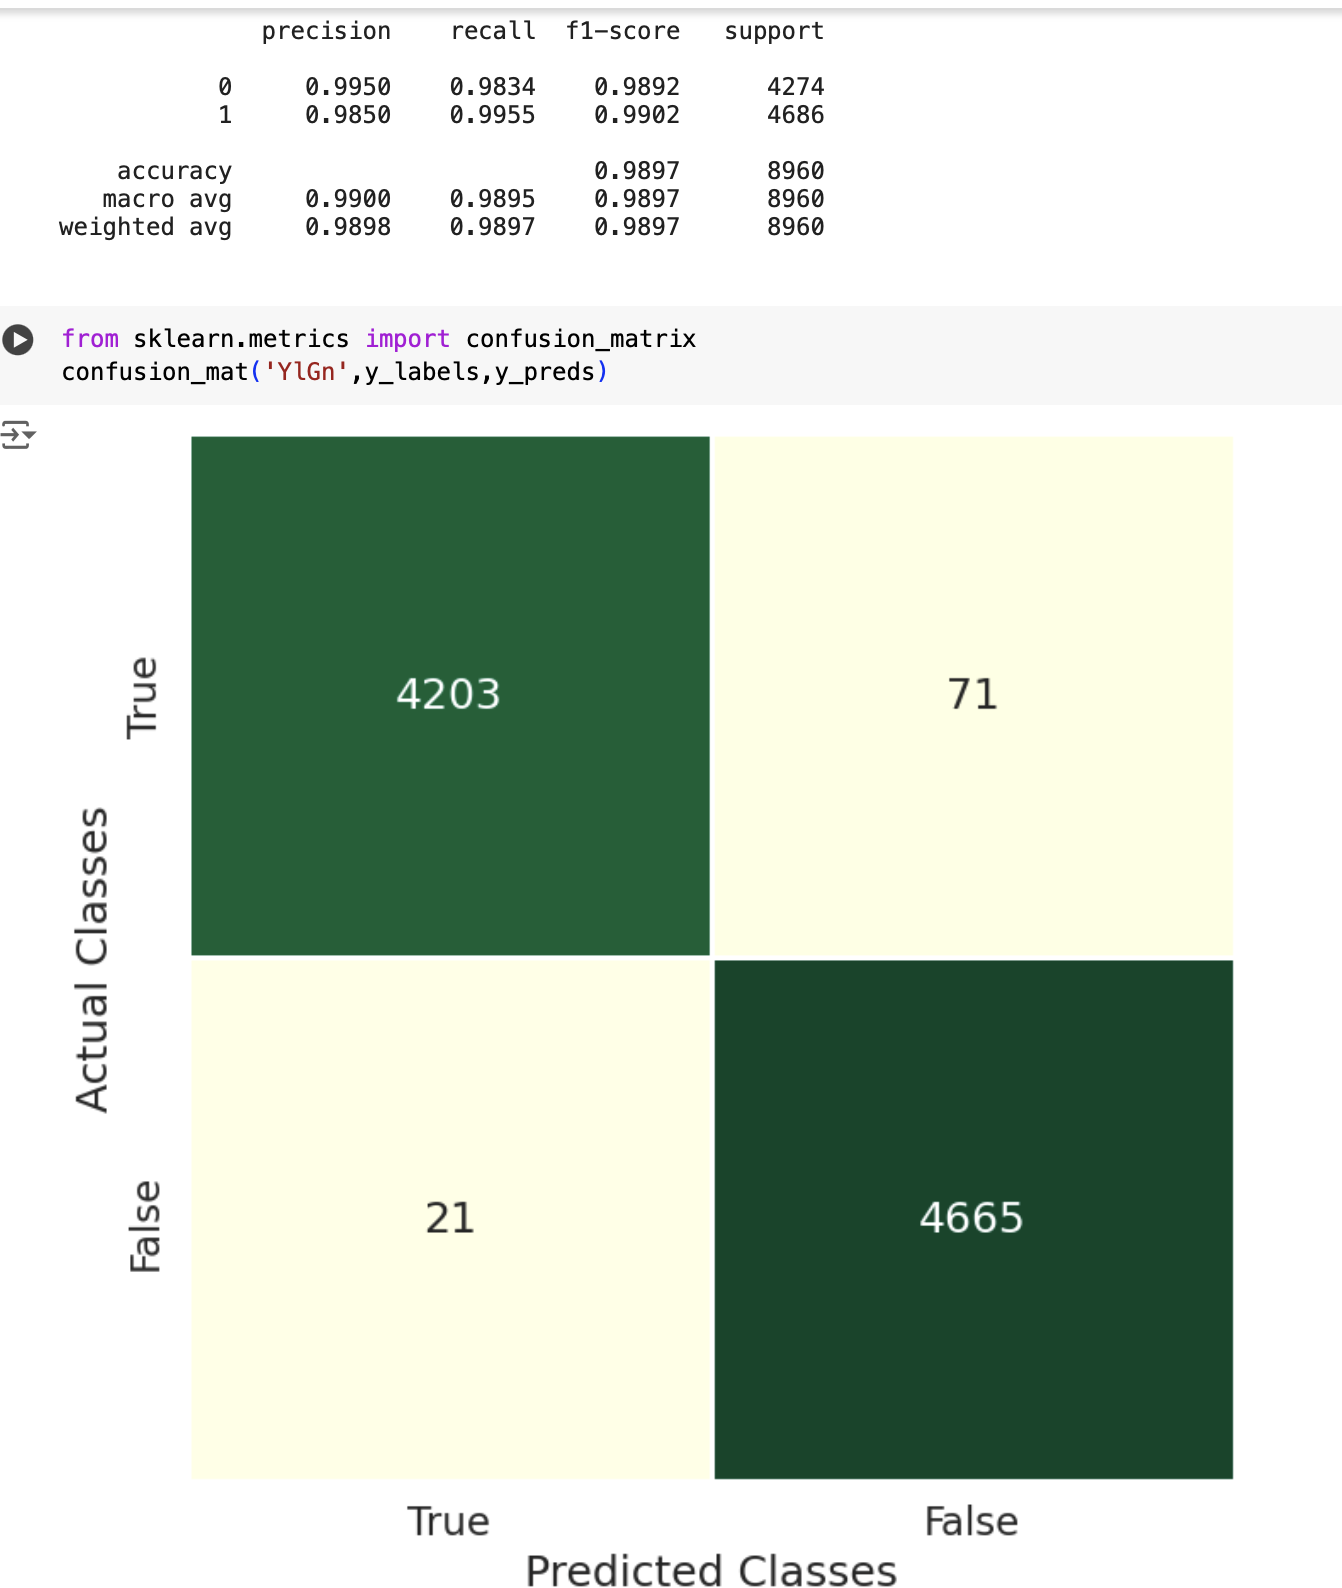 precision recall f1-score support
0 0.9950 0.9834 0.9892 4274
1 0.9850 0.9955 0.9902 4686
accuracy 0.9897 8960
macro avg 0.9900 0.9895 0.9897 8960
weighted avg 0.9898 0.9897 0.9897 8960
from sklearn.metrics import confusion_matrix
confusion_mat('YlGn',y_labels,y_preds)
Actual Classes
True
4203 71
False
21 4665
True False
Predicted Classes